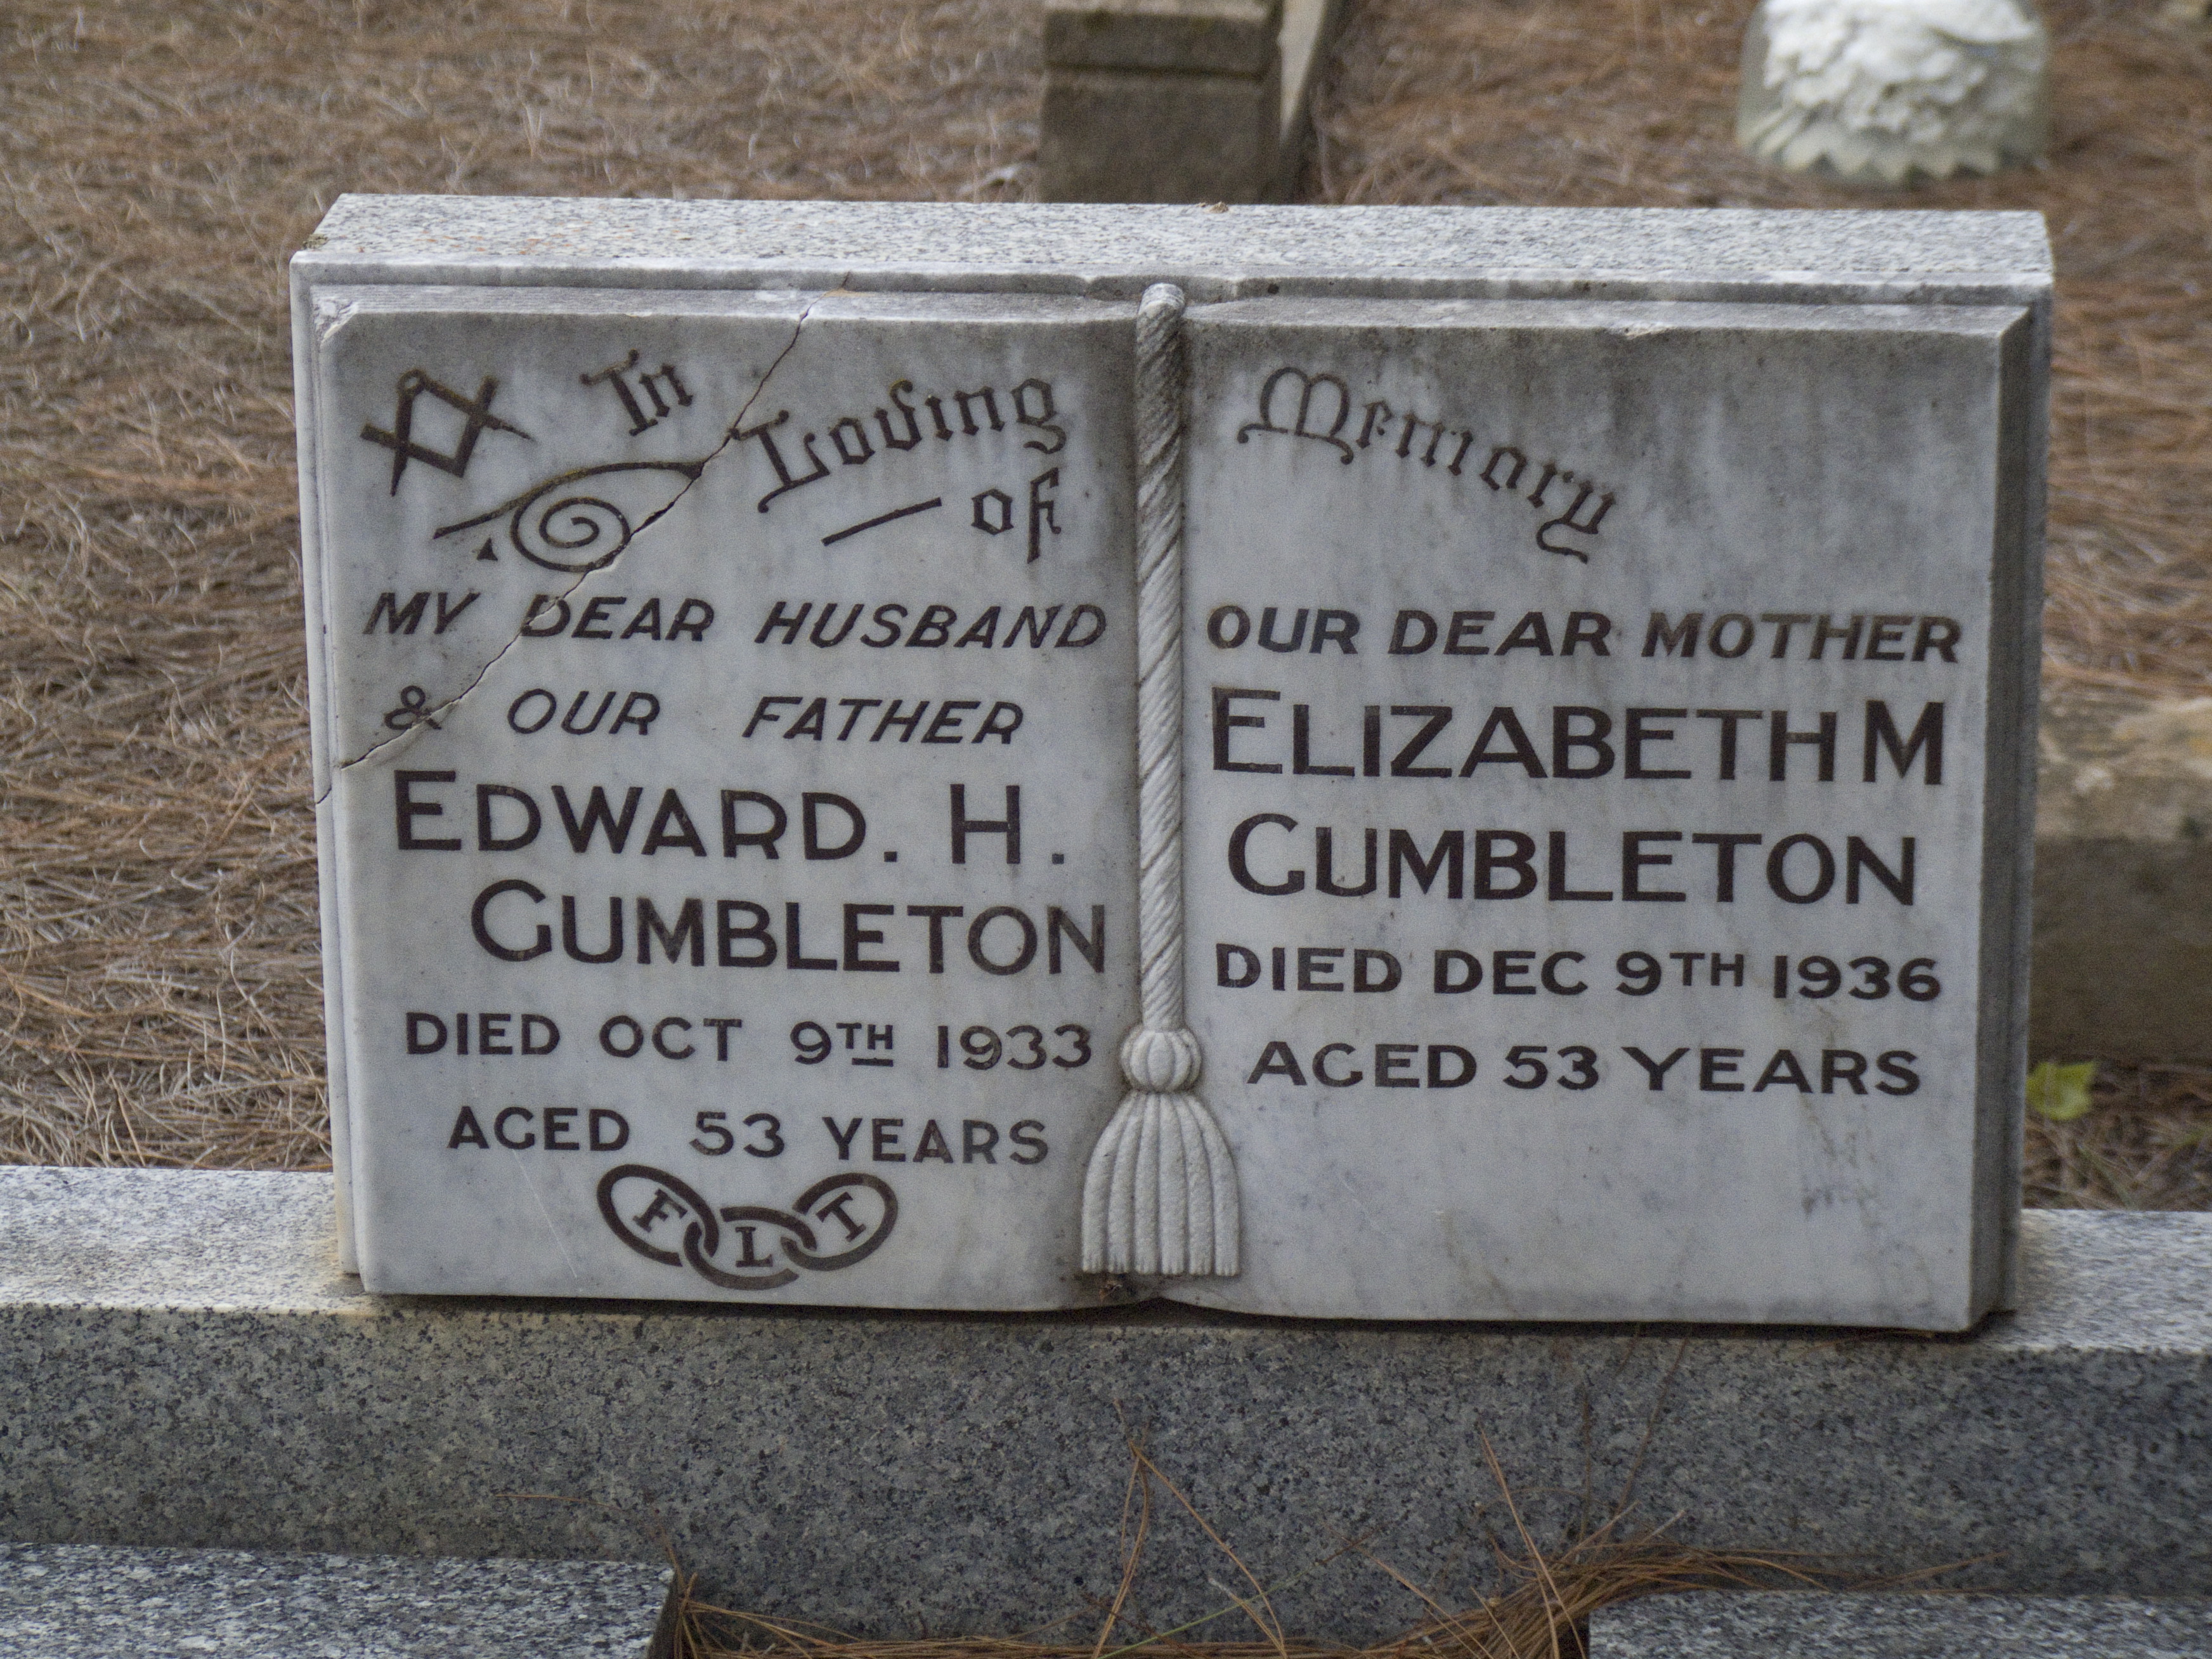 In Loving Memory
of
MY DEAR HUSBAND
& OUR FATHER
EDWARD. H.
GUMBLETON
DIED OCT 9TH 1933
AGED 53 YEARS
F L T
OUR DEAR MOTHER
ELIZABETH M
GUMBLETON
DIED DEC 9TH 1936
AGED 53 YEARS